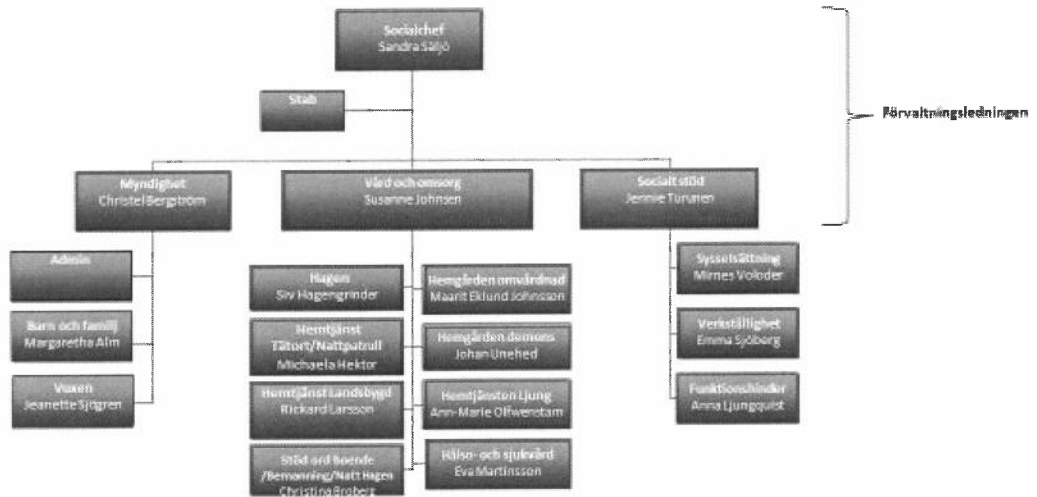 Socialchef
Sandra Säljö
Stab
Förvaltningsledningen
Myndighet
Christel Bergström
Vård och omsorg
Susanne Johnsen
Socialt stöd
Jennie Turunen
Admin
Barn och familj
Margaretha Alm
Vuxen
Jeanette Sjögren
Hagen
Siv Hagengrinder
Hemtjänst
Tätort/Nattpatrull
Michaela Hektor
Hemtjänst Landsbygd
Rickard Larsson
Stöd ord boende
/Bemanning/Natt Hagen
Christina Broberg
Hemgården omvårdnad
Maarit Eklund Johnsson
Hemgården demens
Johan Unehed
Hemtjänsten Ljung
Ann-Marie Olfwenstam
Hälso- och sjukvård
Eva Martinsson
Sysselsättning
Mirnes Voloder
Verkställighet
Emma Sjöberg
Funktionshinder
Anna Ljungquist